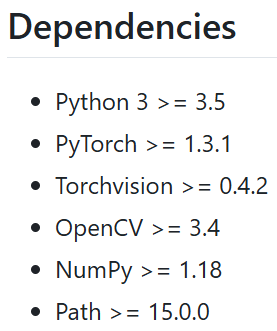 Dependencies
Python 3 >= 3.5
PyTorch >= 1.3.1
Torchvision >= 0.4.2
OpenCV >= 3.4
NumPy >= 1.18
Path >= 15.0.0